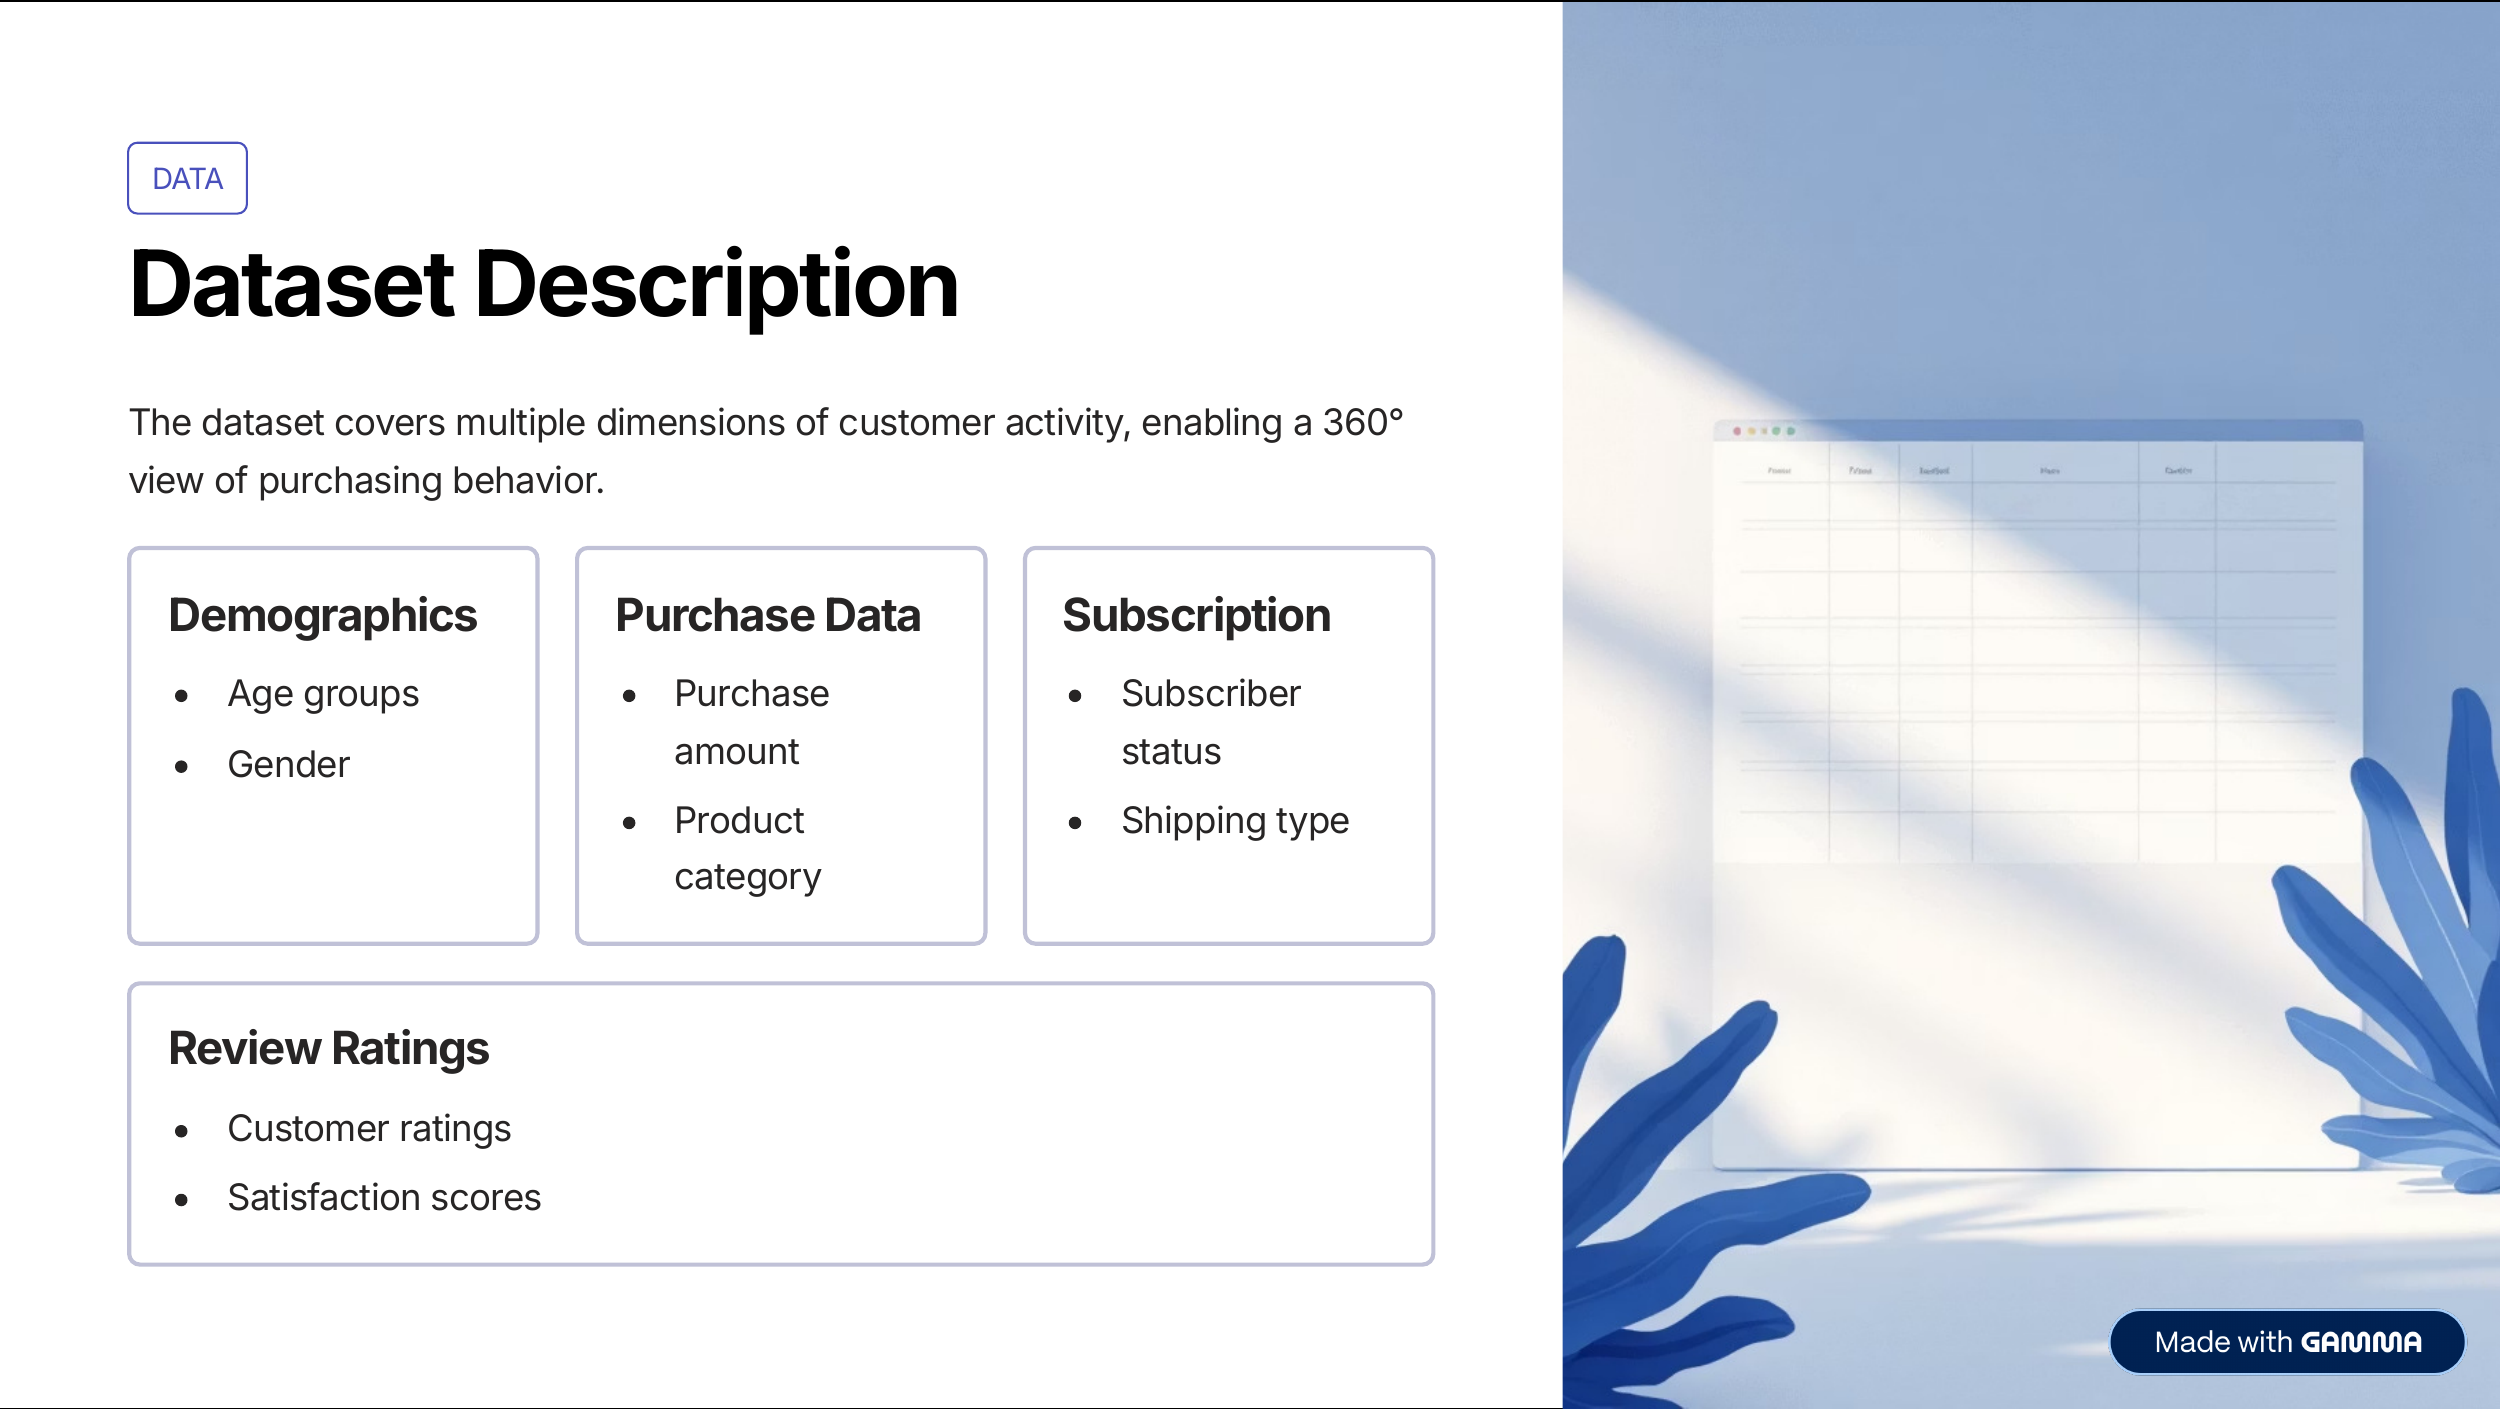 DATA
Dataset Description
The dataset covers multiple dimensions of customer activity, enabling a 360°
view of purchasing behavior.
Demographics
• Age groups
• Gender
Purchase Data
• Purchase
amount
• Product
category
Subscription
• Subscriber
status
• Shipping type
Review Ratings
• Customer ratings
• Satisfaction scores
Made with GAMMA